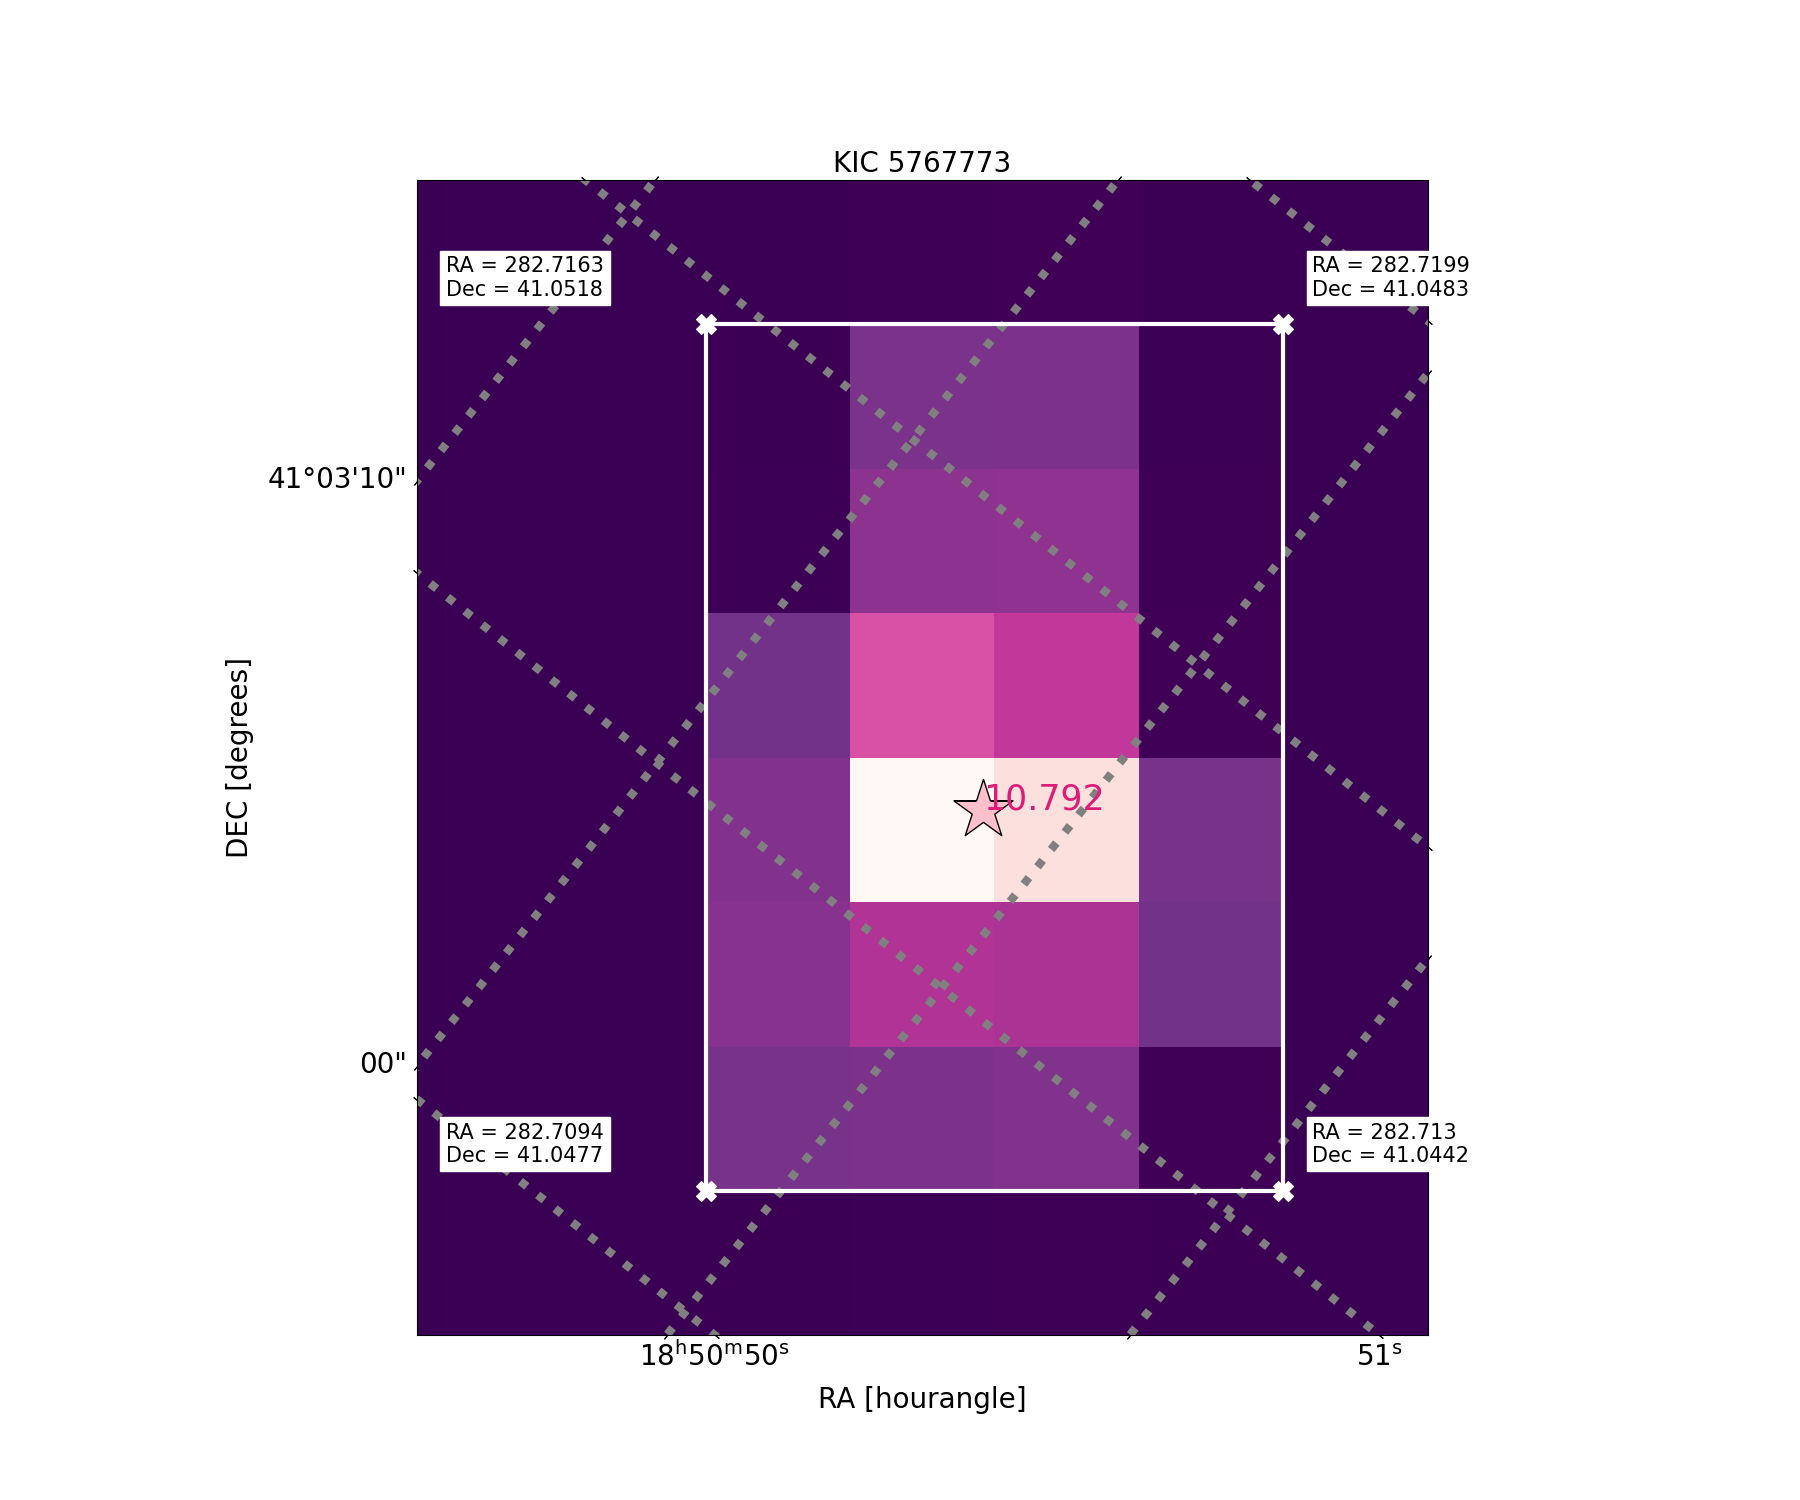 KIC 5767773
RA = 282.7163
Dec = 41.0518
RA = 282.7199
Dec = 41.0483
41°03'10"
10.792
DEC [degrees]
00"
RA = 282.7094
Dec = 41.0477
RA = 282.713
Dec = 41.0442
18ʰ50ᵐ50ˢ
51ˢ
RA [hourangle]